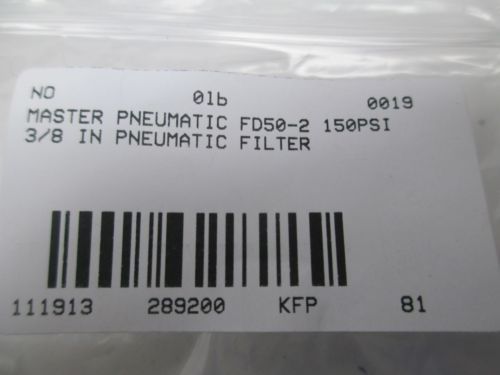 NO 01b 0019
MASTER PNEUMATIC FD50-2 150PSI
3/8 IN PNEUMATIC FILTER
111913 289200 KFP 81